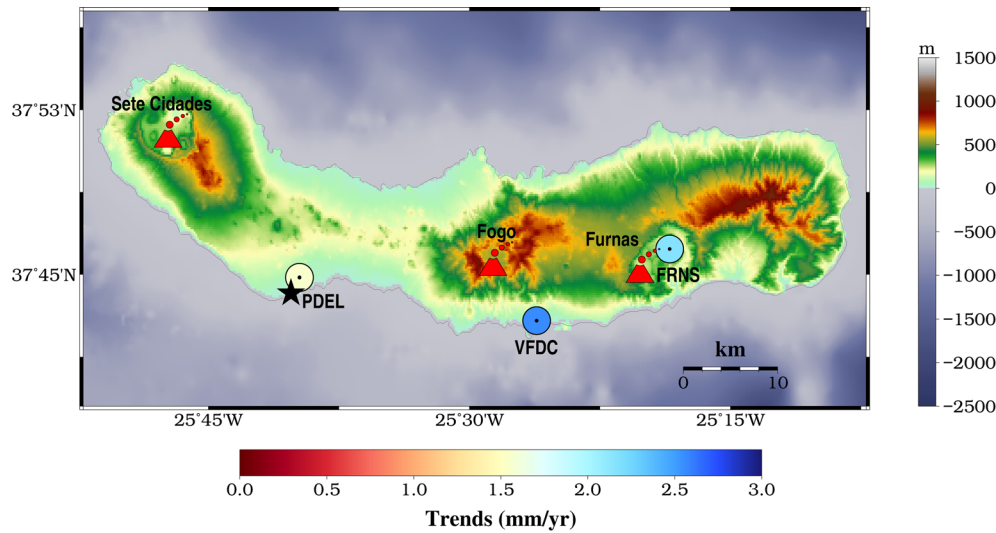 m
1500
1000
500
0
−500
−1000
−1500
−2000
−2500
37˚53'N
37˚45'N
Sete Cidades
Fogo
Furnas
FRNS
PDEL
VFDC
km
0 10
25˚45'W 25˚30'W 25˚15'W
0.0 0.5 1.0 1.5 2.0 2.5 3.0
Trends (mm/yr)